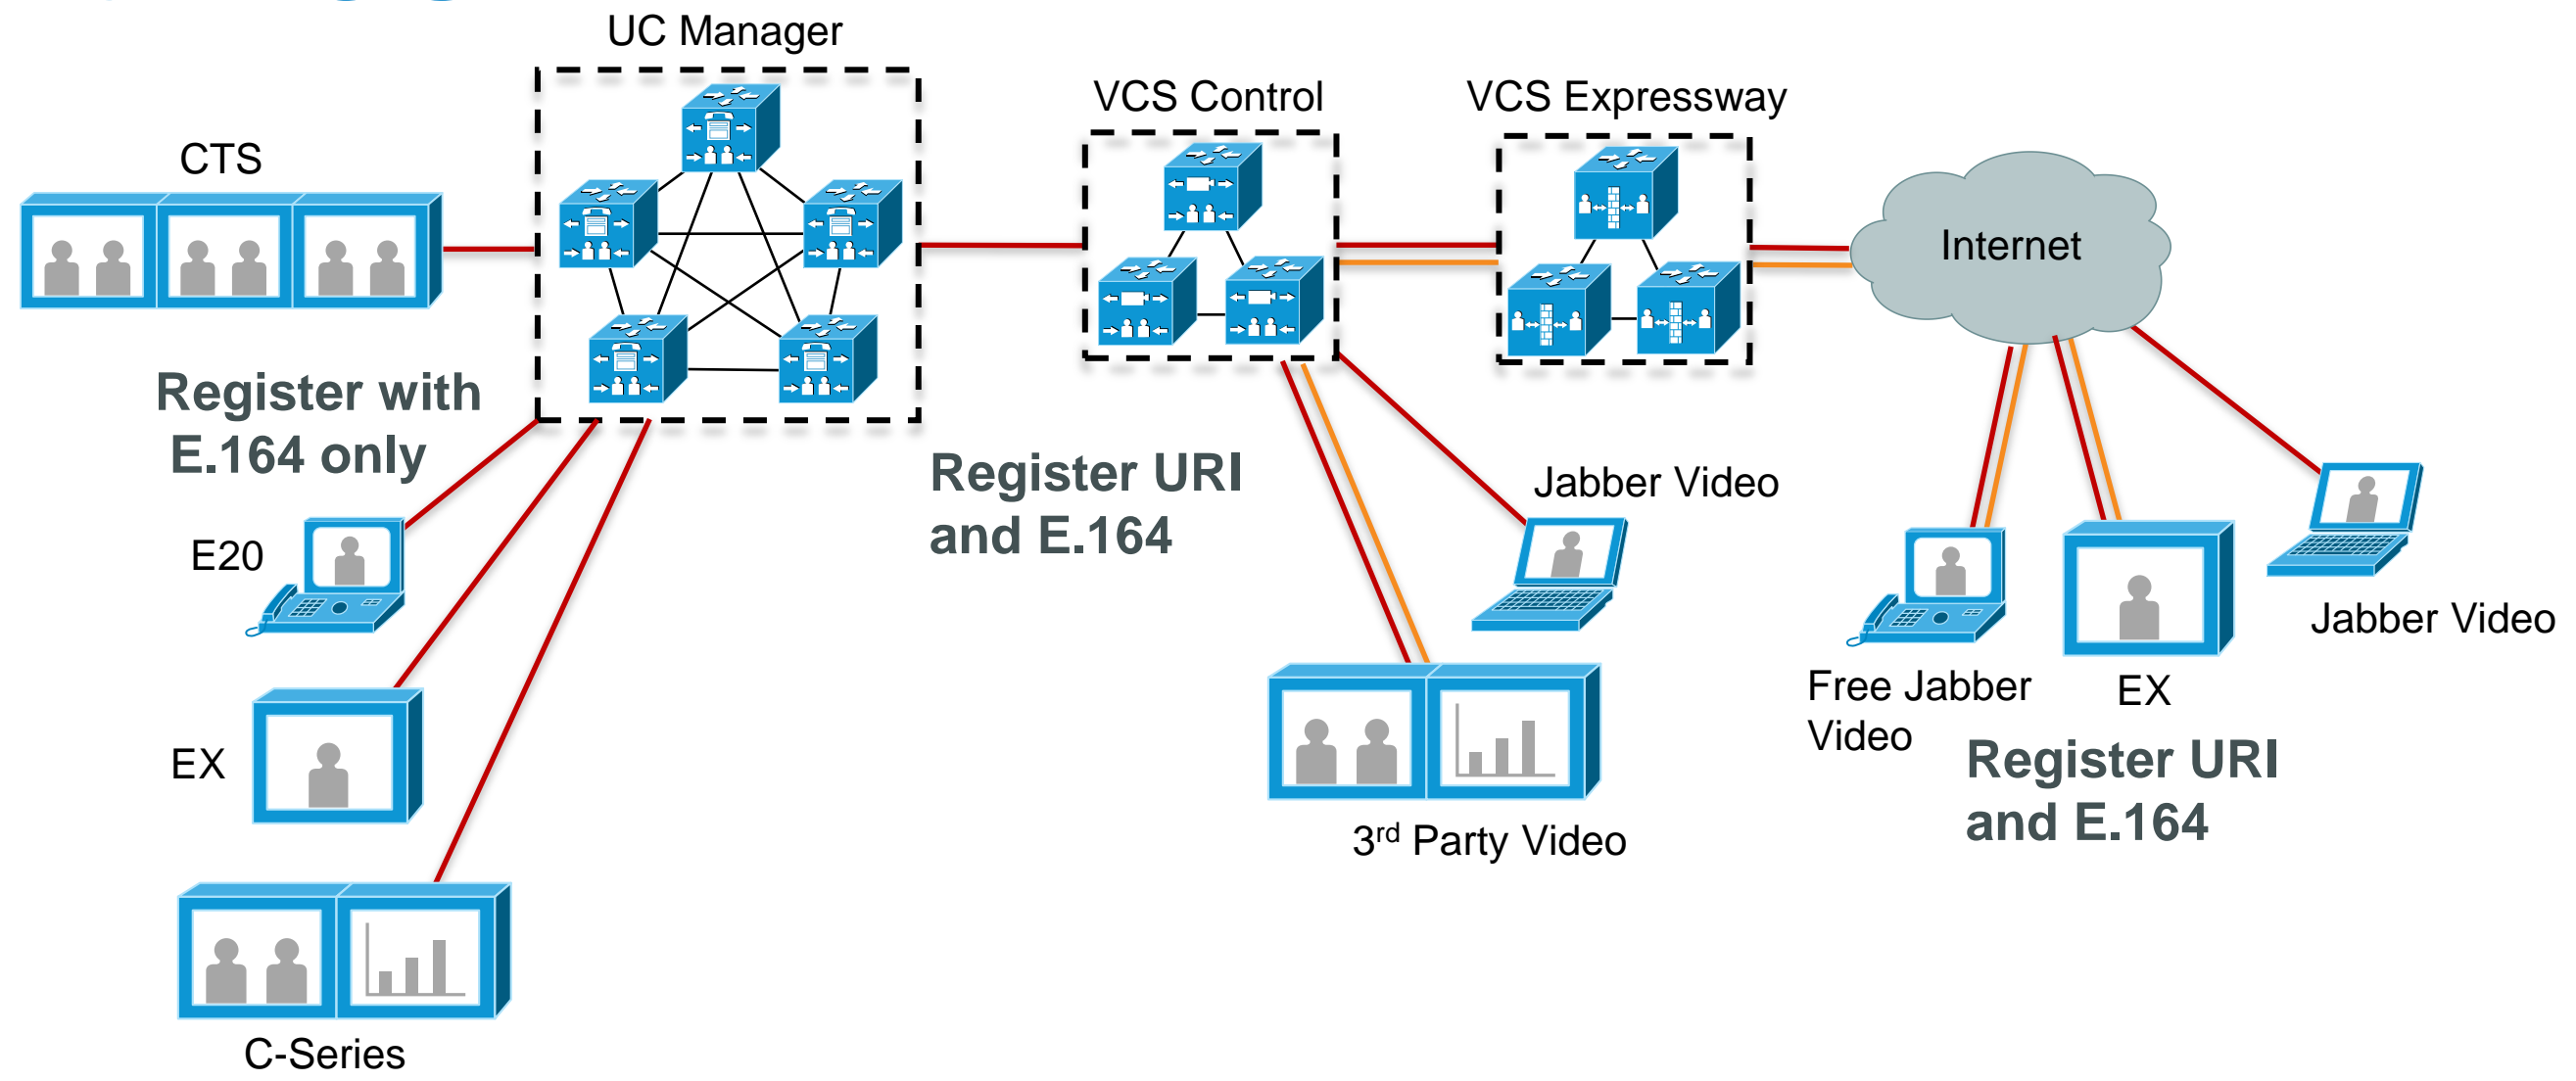 UC Manager
VCS Control
VCS Expressway
CTS
Internet
Register with
E.164 only
Register URI
and E.164
Jabber Video
E20
Jabber Video
Free Jabber
Video
EX
EX
Register URI
and E.164
3rd Party Video
C-Series